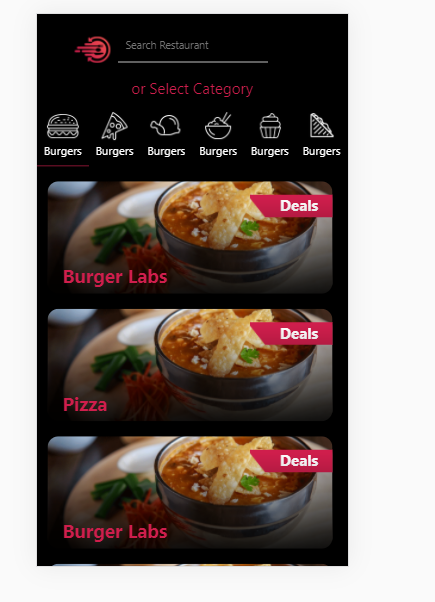 Search Restaurant
or Select Category
Burgers Burgers Burgers Burgers Burgers Burgers
Deals
Burger Labs
Deals
Pizza
Deals
Burger Labs